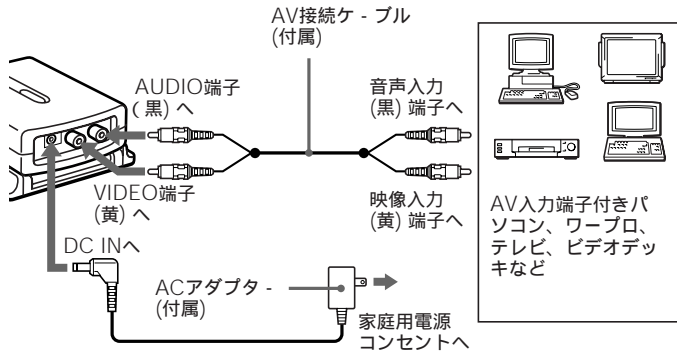 AV接続ケ - ブル
(付属)
AUDIO端子
( 黒) へ
音声入力
(黒) 端子へ
VIDEO端子
(黄) へ
映像入力
(黄) 端子へ
DC INへ
ACアダプタ -
(付属)
家庭用電源
コンセントへ
AV入力端子付きパ
ソコン、ワープロ、
テレビ、ビデオデッ
キなど